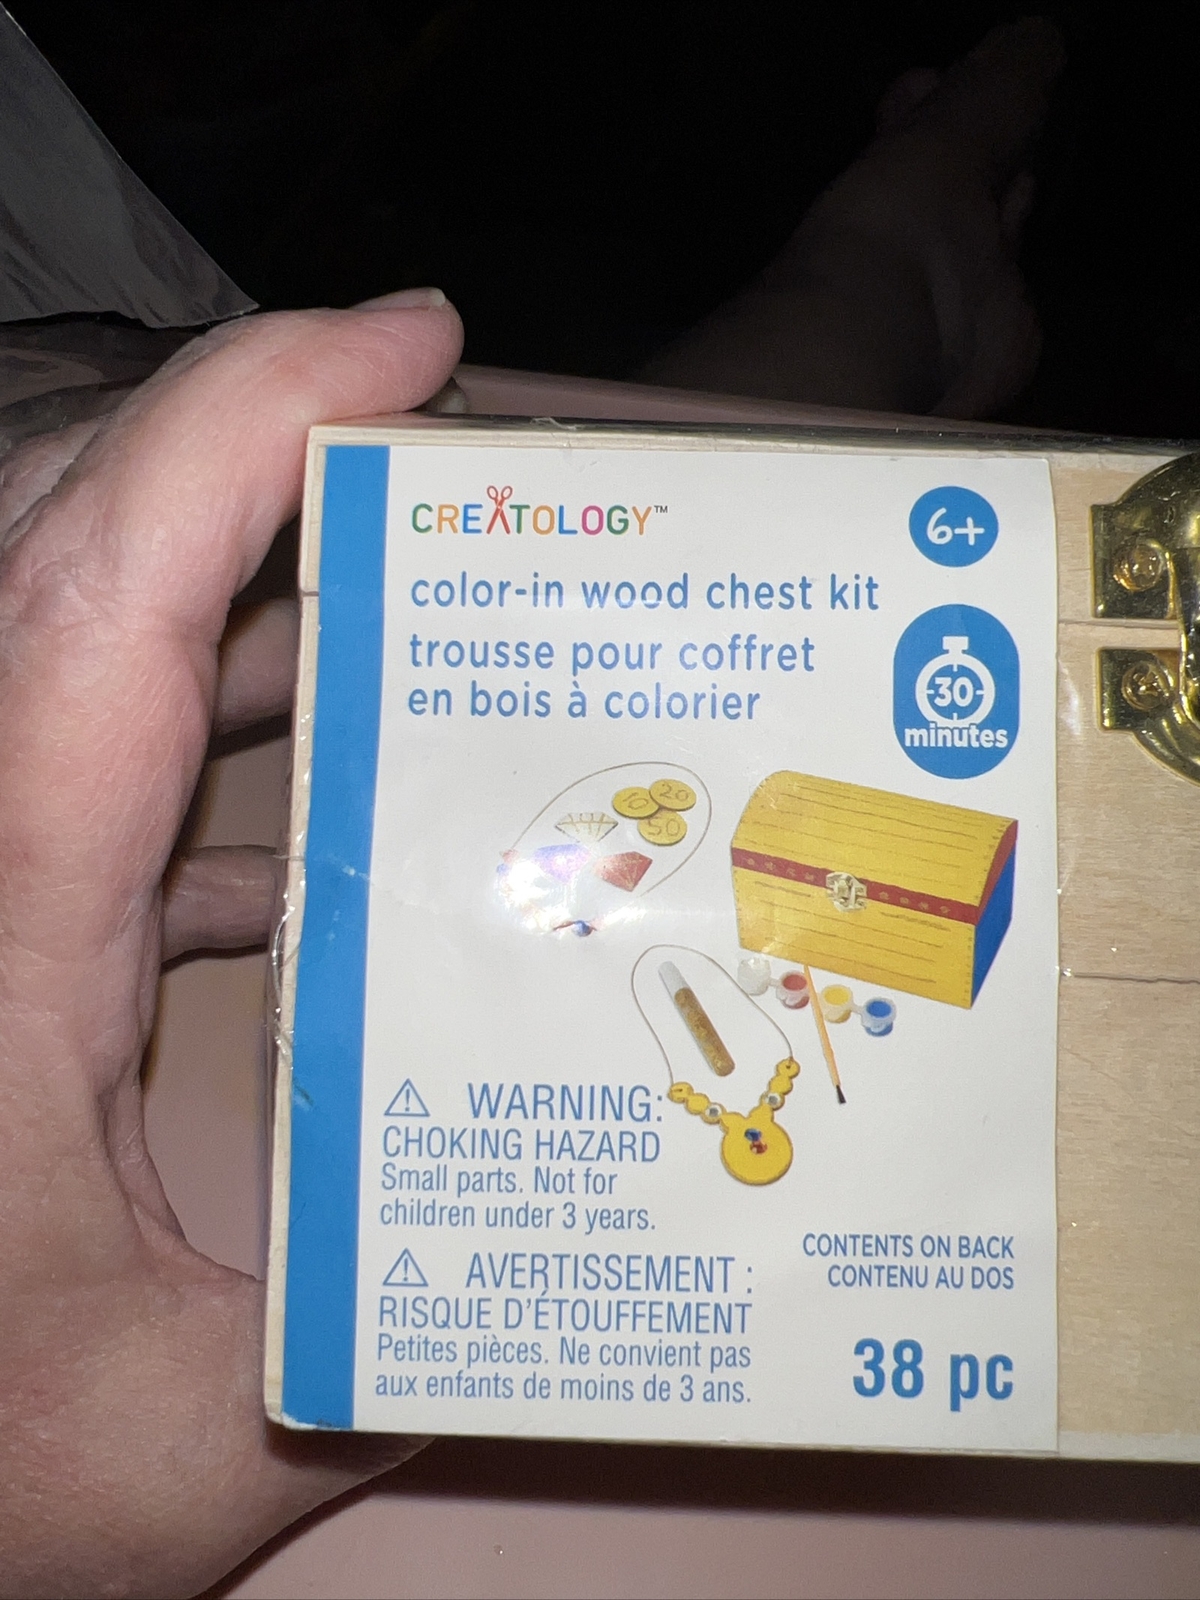 CREATOLOGY™
6+
color-in wood chest kit
trousse pour coffret
en bois à colorier
30
minutes
10 20
50
⚠ WARNING:
CHOKING HAZARD
Small parts. Not for
children under 3 years.
⚠ AVERTISSEMENT :
RISQUE D'ÉTOUFFEMENT
Petites pièces. Ne convient pas
aux enfants de moins de 3 ans.
CONTENTS ON BACK
CONTENU AU DOS
38 pc